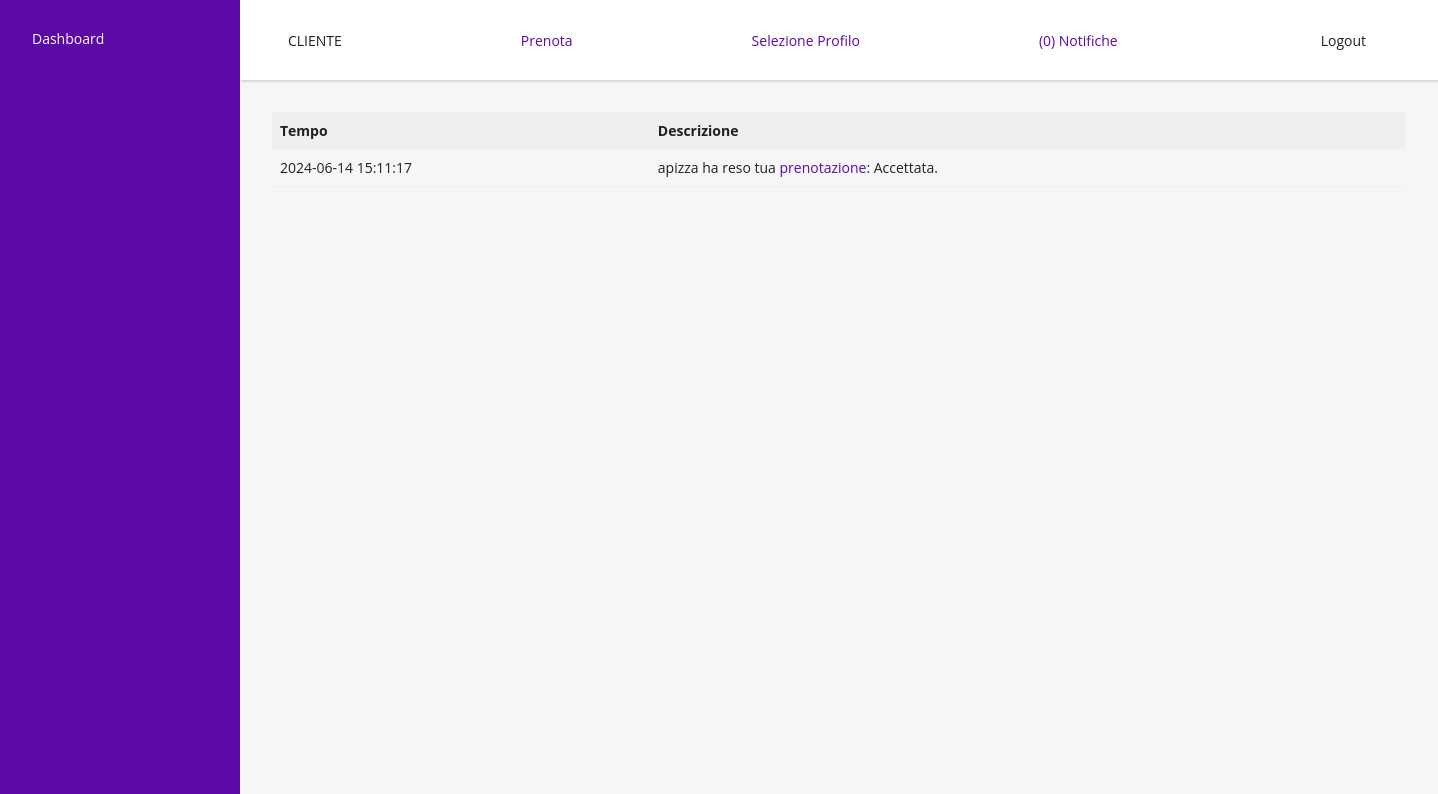 Dashboard
CLIENTE Prenota Selezione Profilo (0) Notifiche Logout
Tempo Descrizione
2024-06-14 15:11:17 apizza ha reso tua prenotazione: Accettata.